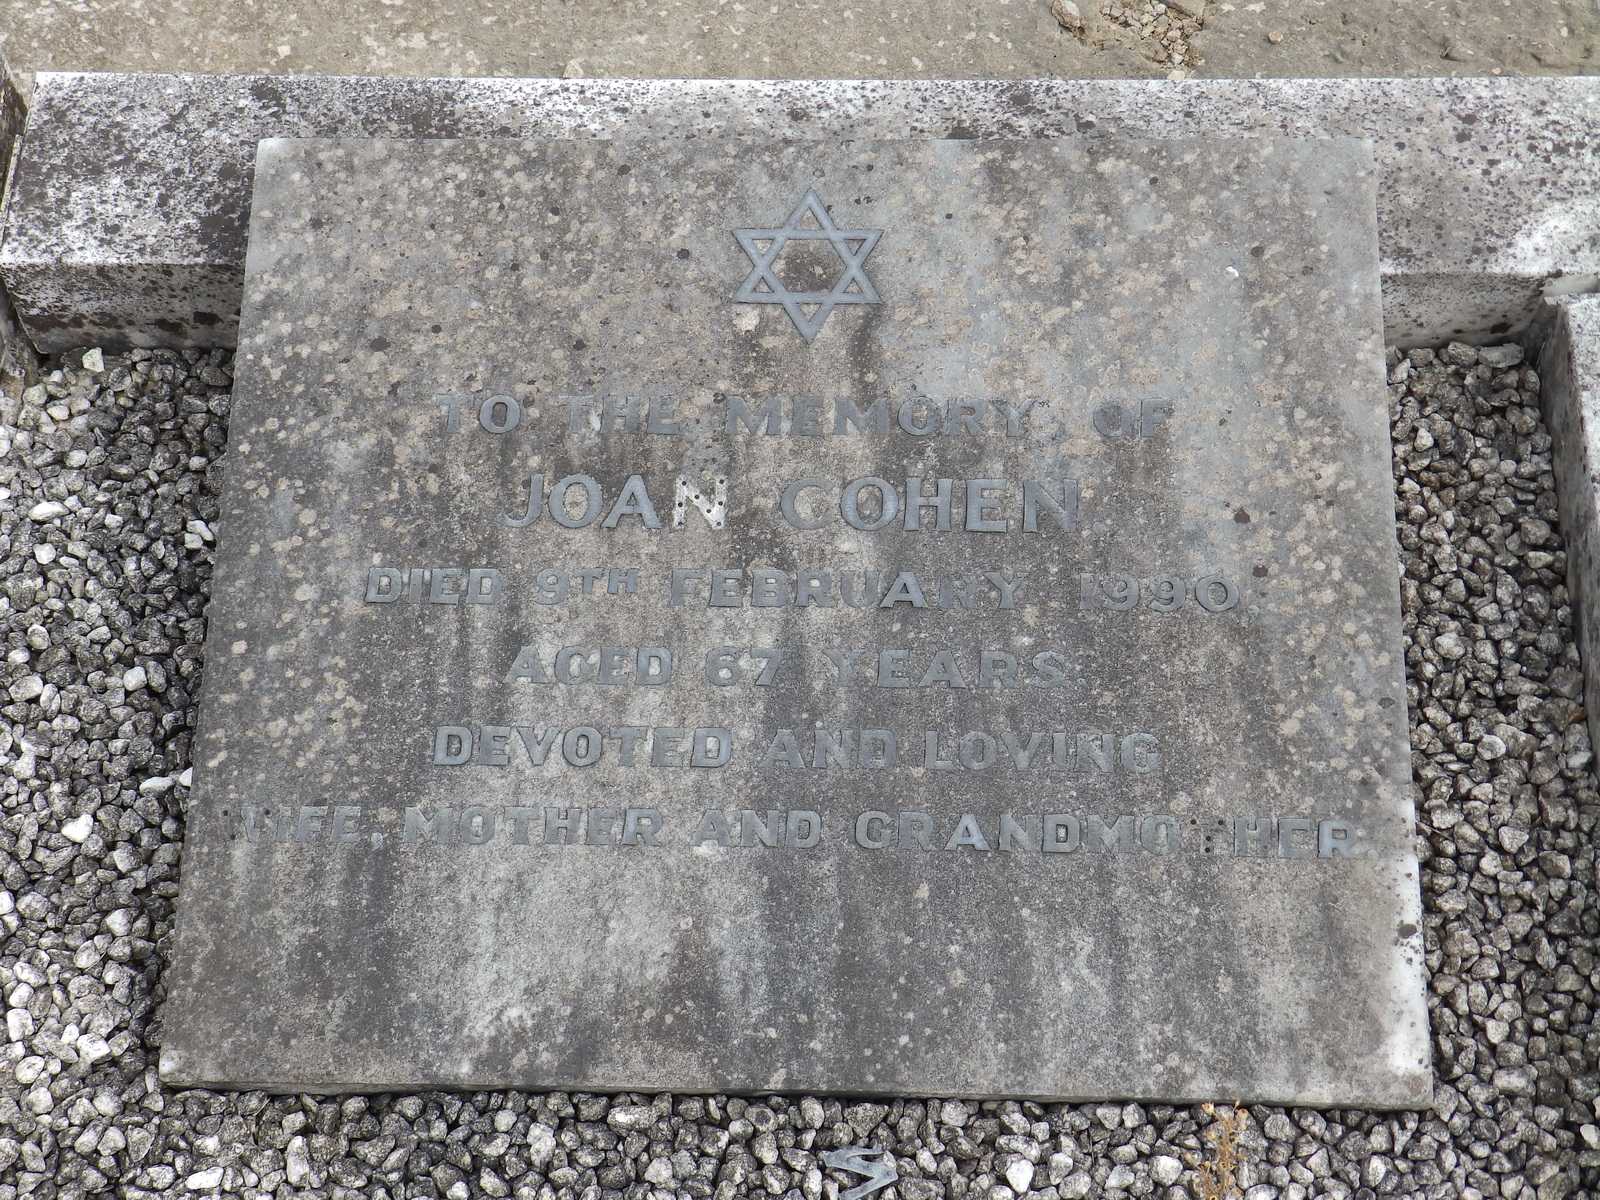 TO THE MEMORY OF
JOAN COHEN
DIED 9TH FEBRUARY 1990
AGED 67 YEARS.
DEVOTED AND LOVING
WIFE, MOTHER AND GRANDMOTHER.